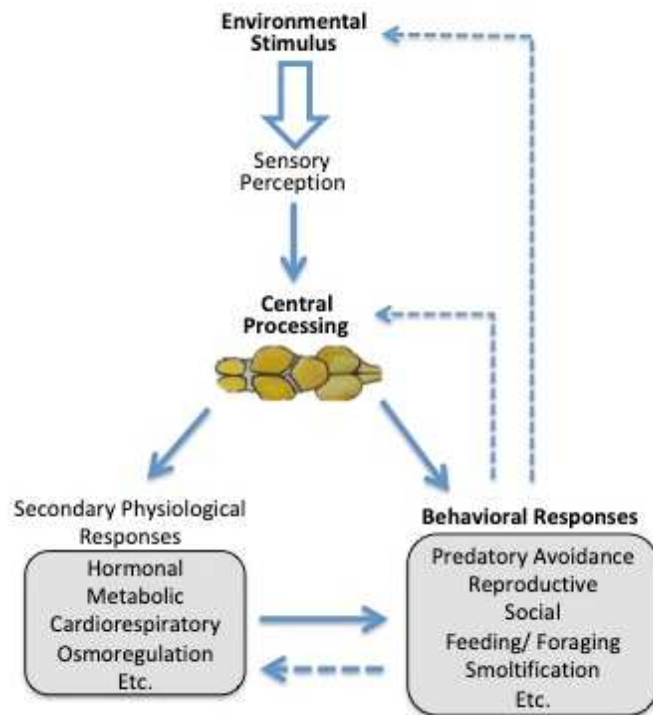 Environmental
Stimulus
Sensory
Perception
Central
Processing
Secondary Physiological
Responses
Hormonal
Metabolic
Cardiorespiratory
Osmoregulation
Etc.
Behavioral Responses
Predatory Avoidance
Reproductive
Social
Feeding/ Foraging
Smoltification
Etc.